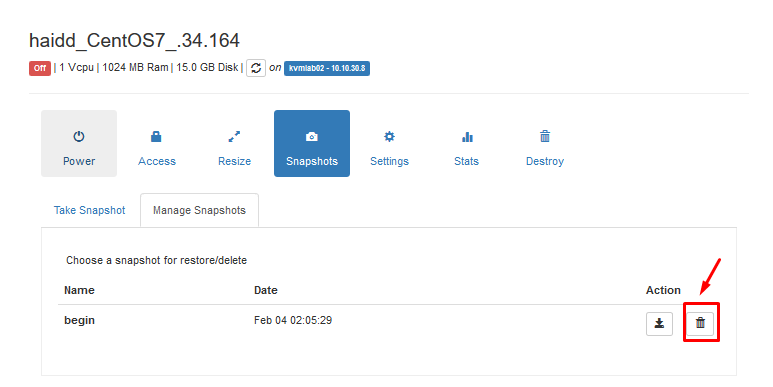 haidd_CentOS7_.34.164
Off | 1 Vcpu | 1024 MB Ram | 15.0 GB Disk | on kvmlab02 - 10.10.30.8
Power Access Resize Snapshots Settings Stats Destroy
Take Snapshot Manage Snapshots
Choose a snapshot for restore/delete
Name Date Action
begin Feb 04 02:05:29